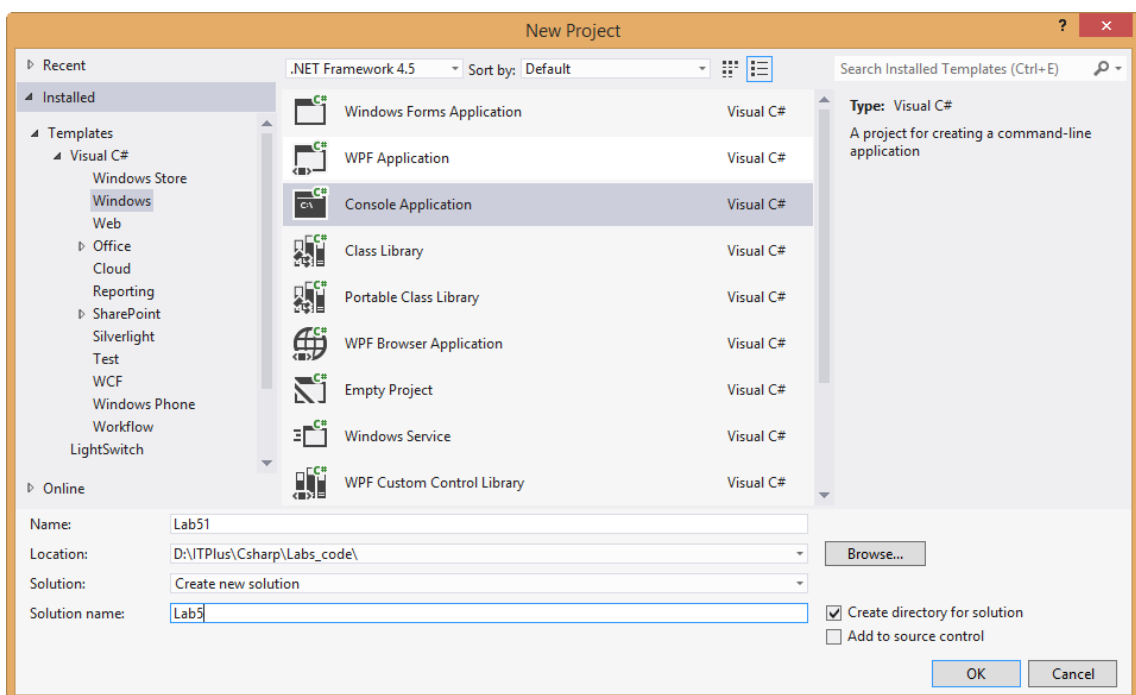 New Project
?
Recent
.NET Framework 4.5
Sort by: Default
Search Installed Templates (Ctrl+E)
Installed
Templates
Visual C#
Windows Store
Windows
Web
Office
Cloud
Reporting
SharePoint
Silverlight
Test
WCF
Windows Phone
Workflow
LightSwitch
Online
C# Windows Forms Application Visual C#
C# WPF Application Visual C#
C# C:\ Console Application Visual C#
C# Class Library Visual C#
C# Portable Class Library Visual C#
C# WPF Browser Application Visual C#
C# Empty Project Visual C#
C# Windows Service Visual C#
C# WPF Custom Control Library Visual C#
Type: Visual C#
A project for creating a command-line
application
Name: Lab51
Location: D:\ITPlus\Csharp\Labs_code\
Browse...
Solution: Create new solution
Solution name: Lab5
Create directory for solution
Add to source control
OK
Cancel